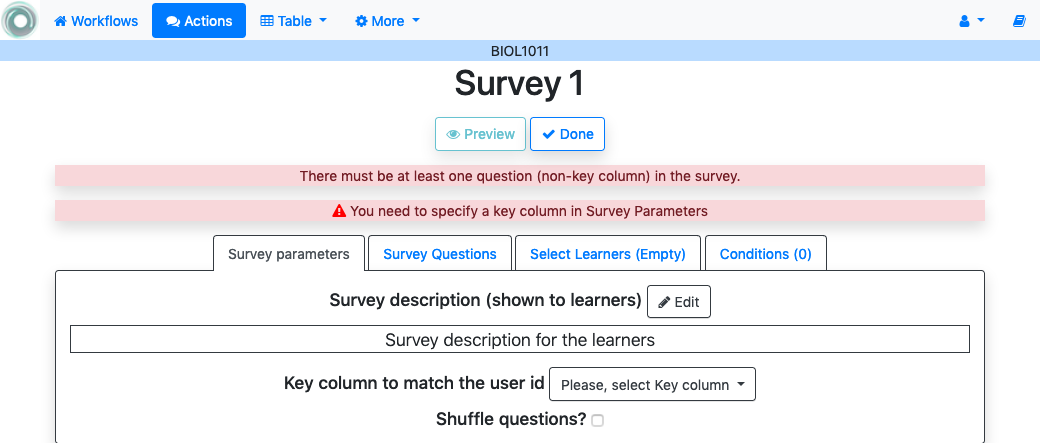 Workflows Actions Table More
BIOL1011
Survey 1
Preview Done
There must be at least one question (non-key column) in the survey.
You need to specify a key column in Survey Parameters
Survey parameters Survey Questions Select Learners (Empty) Conditions (0)
Survey description (shown to learners) Edit
Survey description for the learners
Key column to match the user id Please, select Key column
Shuffle questions?